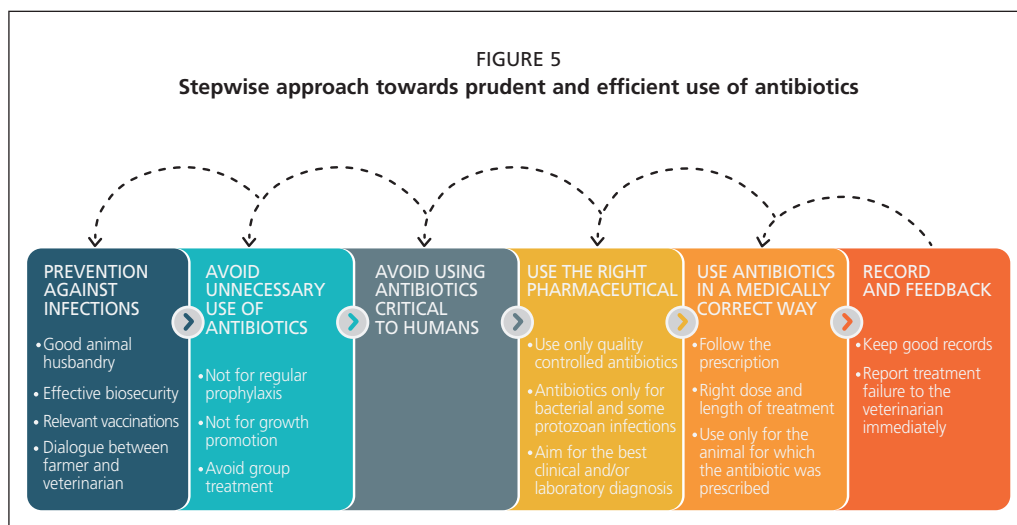 FIGURE 5
Stepwise approach towards prudent and efficient use of antibiotics
PREVENTION
AGAINST
INFECTIONS
• Good animal
husbandry
• Effective biosecurity
• Relevant vaccinations
• Dialogue between
farmer and
veterinarian
AVOID
UNNECESSARY
USE OF
ANTIBIOTICS
• Not for regular
prophylaxis
• Not for growth
promotion
• Avoid group
treatment
AVOID USING
ANTIBIOTICS
CRITICAL
TO HUMANS
USE THE RIGHT
PHARMACEUTICAL
• Use only quality
controlled antibiotics
• Antibiotics only for
bacterial and some
protozoan infections
• Aim for the best
clinical and/or
laboratory diagnosis
USE ANTIBIOTICS
IN A MEDICALLY
CORRECT WAY
• Follow the
prescription
• Right dose and
length of treatment
• Use only for the
animal for which
the antibiotic was
prescribed
RECORD
AND FEEDBACK
• Keep good records
• Report treatment
failure to the
veterinarian
immediately